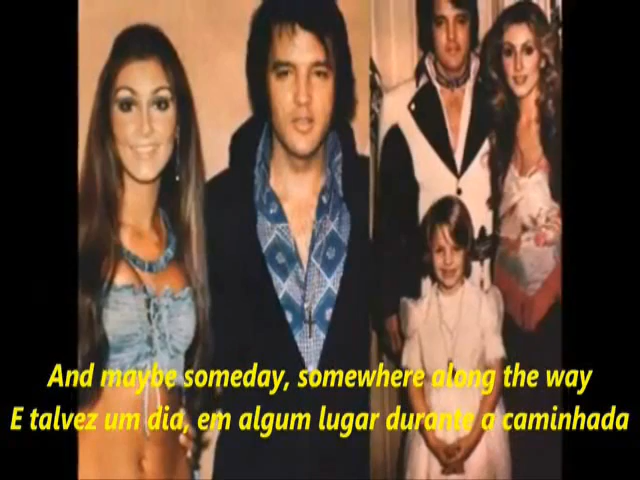 And maybe someday, somewhere along the way
E talvez um dia, em algum lugar durante a caminhada